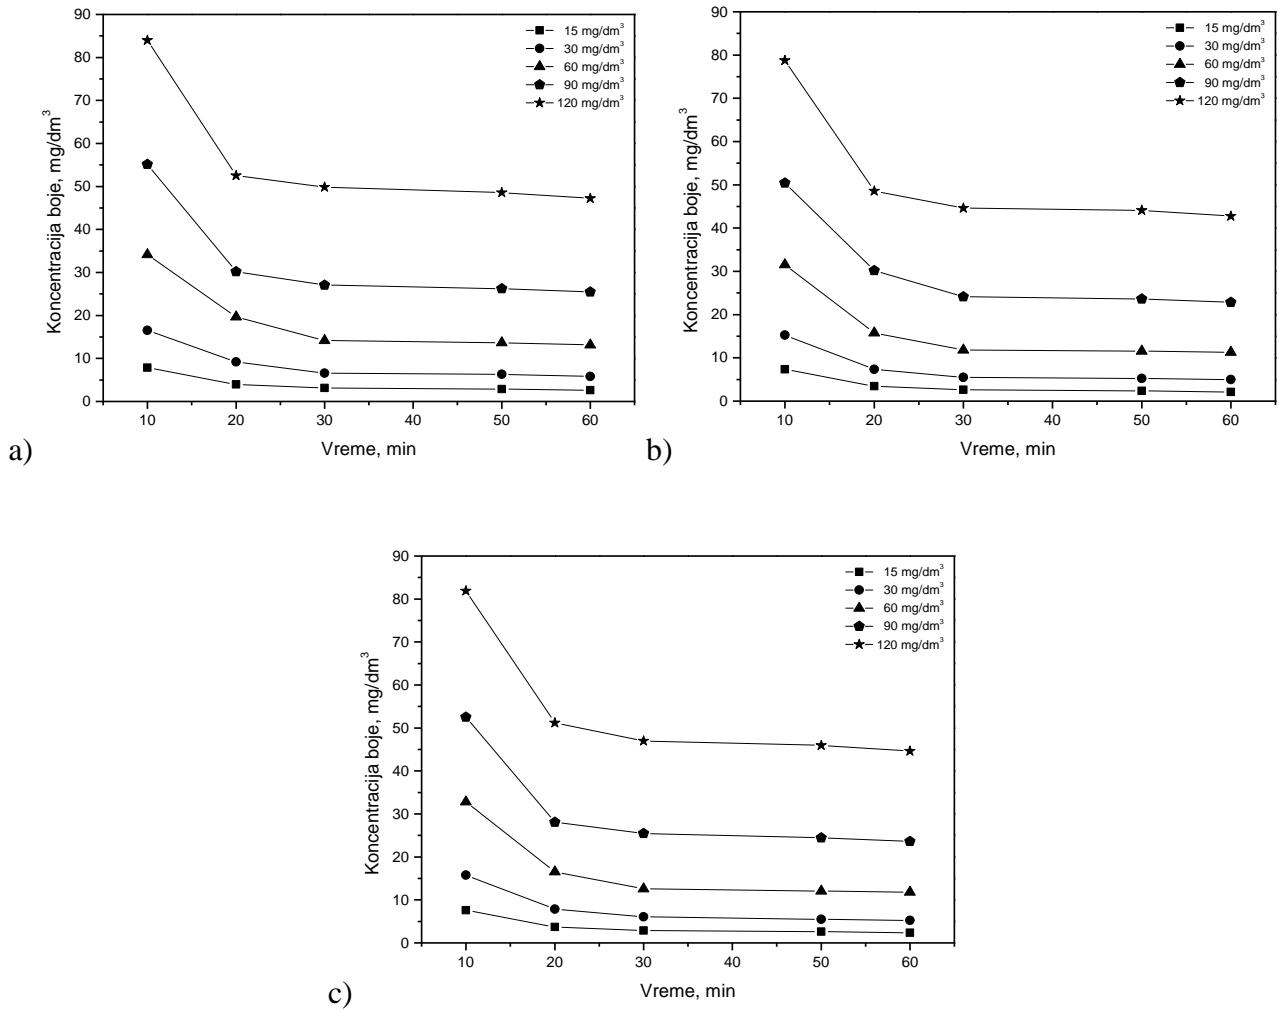 90
80
70
60
50
40
30
20
10
0
Koncentracija boje, mg/dm³
15 mg/dm³
30 mg/dm³
60 mg/dm³
90 mg/dm³
120 mg/dm³
10 20 30 40 50 60
Vreme, min
a)
90
80
70
60
50
40
30
20
10
0
Koncentracija boje, mg/dm³
15 mg/dm³
30 mg/dm³
60 mg/dm³
90 mg/dm³
120 mg/dm³
10 20 30 40 50 60
Vreme, min
b)
90
80
70
60
50
40
30
20
10
0
Koncentracija boje, mg/dm³
15 mg/dm³
30 mg/dm³
60 mg/dm³
90 mg/dm³
120 mg/dm³
10 20 30 40 50 60
Vreme, min
c)